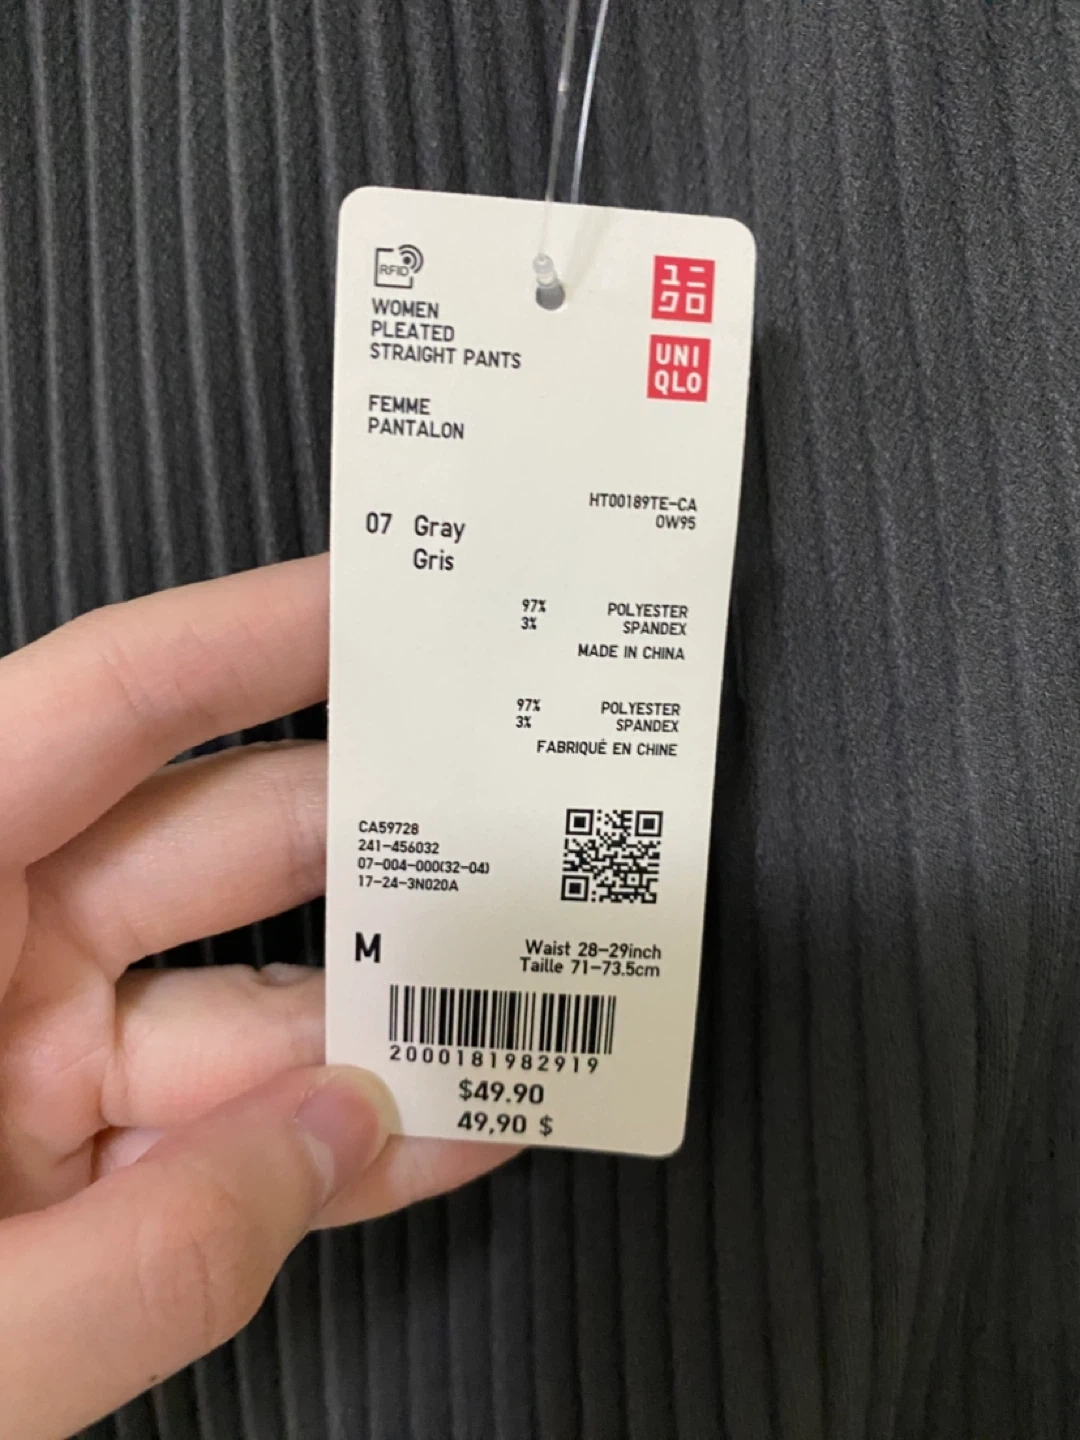 RFID
ユニ
クロ
UNI
QLO
WOMEN
PLEATED
STRAIGHT PANTS
FEMME
PANTALON
HT00189TE-CA
0W95
07 Gray
Gris
97% POLYESTER
3% SPANDEX
MADE IN CHINA
97% POLYESTER
3% SPANDEX
FABRIQUÉ EN CHINE
CA59728
241-456032
07-004-000(32-04)
17-24-3N020A
M
Waist 28-29inch
Taille 71-73.5cm
2000181982919
$49.90
49,90 $